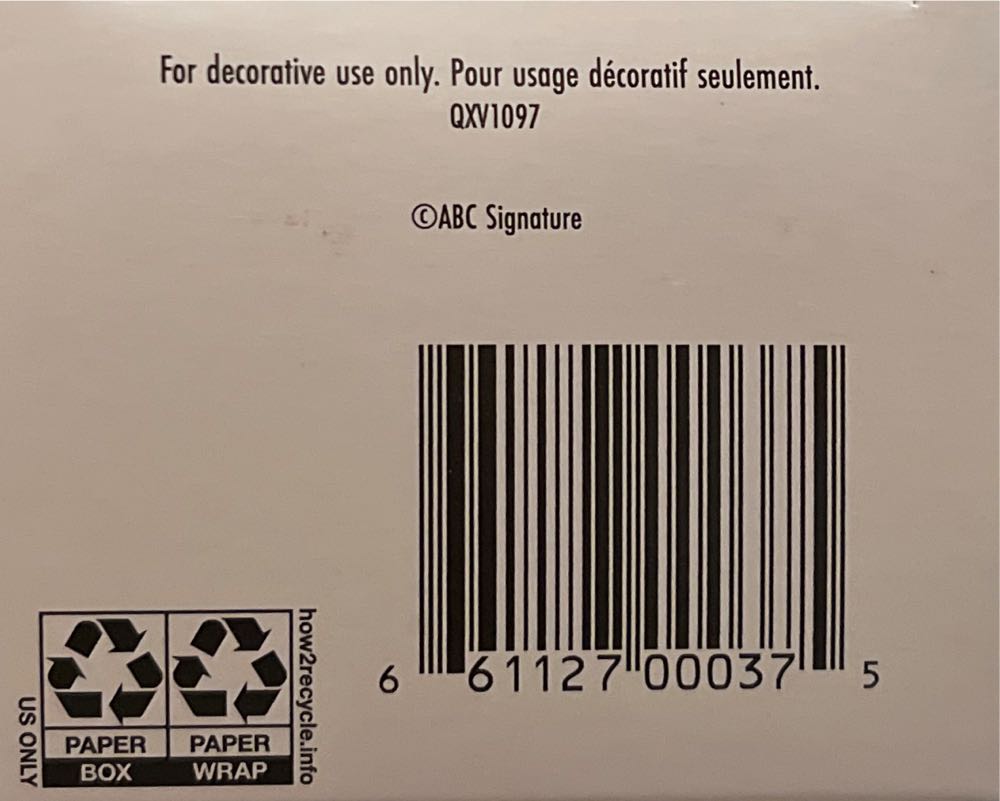 For decorative use only. Pour usage décoratif seulement.
QXV1097
©ABC Signature
6 61127 00037 5
how2recycle.info
US ONLY
PAPER PAPER
BOX WRAP